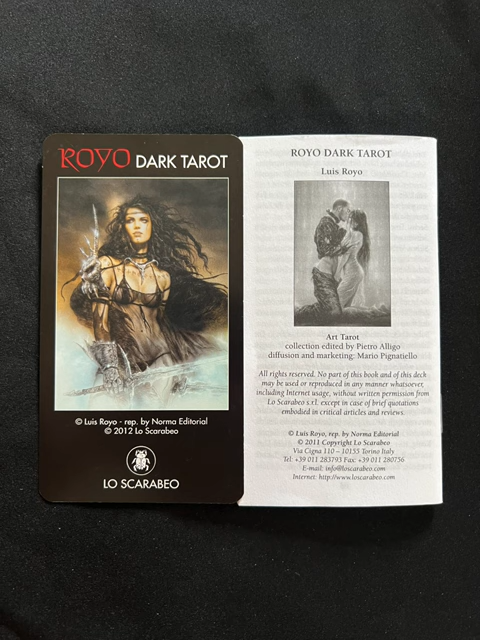 ROYO DARK TAROT
© Luis Royo - rep. by Norma Editorial
© 2012 Lo Scarabeo
LO SCARABEO
ROYO DARK TAROT
Luis Royo
Art Tarot
collection edited by Pietro Alligo
diffusion and marketing: Mario Pignatiello
All rights reserved. No part of this book and of this deck
may be used or reproduced in any manner whatsoever,
including Internet usage, without written permission from
Lo Scarabeo s.r.l. except in case of brief quotations
embodied in critical articles and reviews.
© Luis Royo, rep. by Norma Editorial
© 2011 Copyright Lo Scarabeo
Via Cigna 110 – 10155 Torino Italy
Tel: +39 011 283793 Fax: +39 011 280756
E-mail: info@loscarabeo.com
Internet: http://www.loscarabeo.com